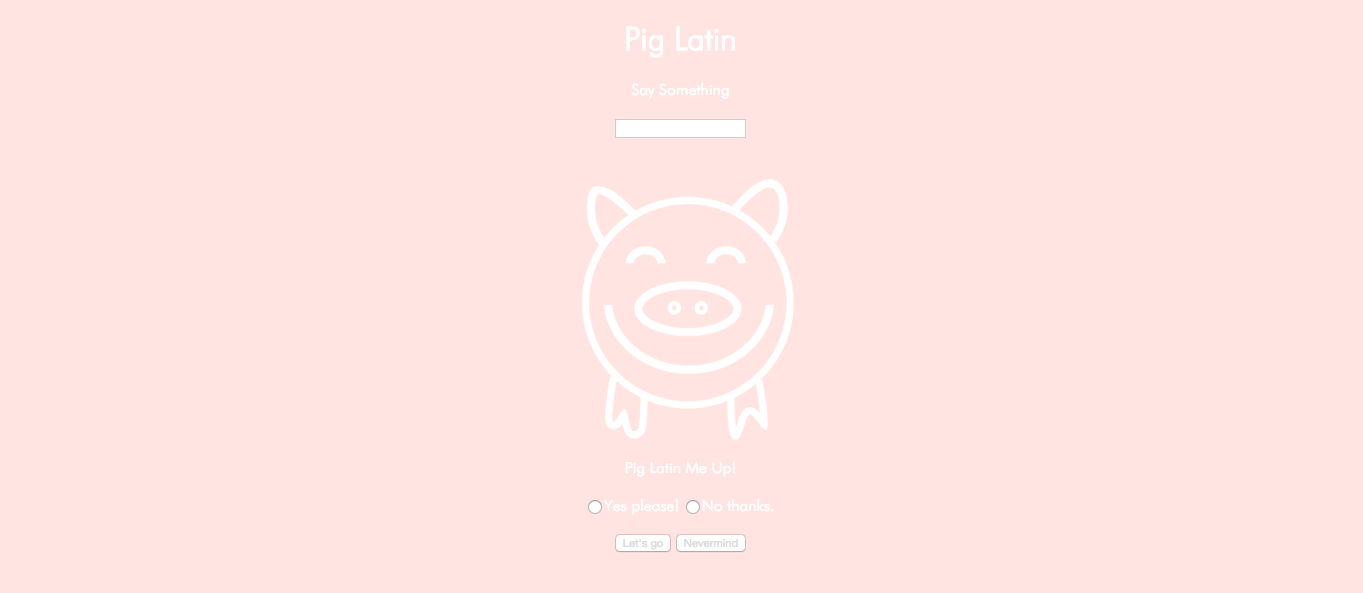 Pig Latin
Say Something
Pig Latin Me Up!
Yes please! No thanks.
Let's go Nevermind